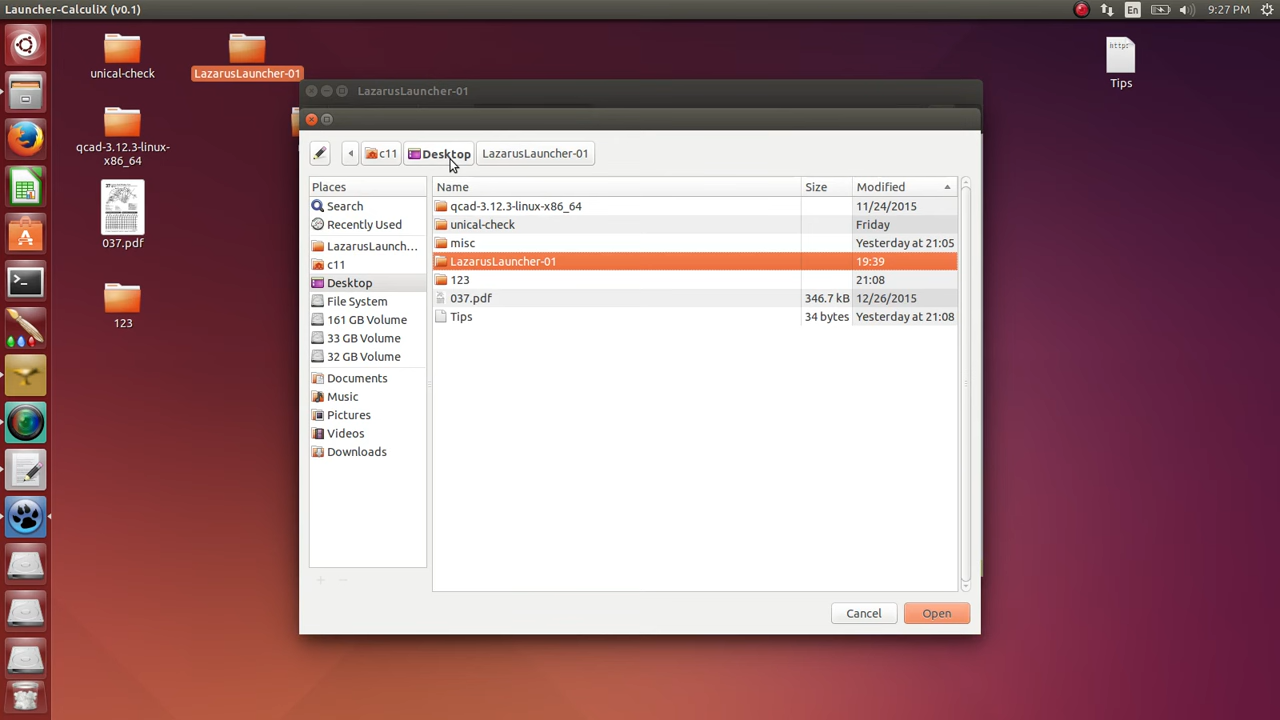 Launcher-CalculiX (v0.1)
En
9:27 PM
unical-check
LazarusLauncher-01
qcad-3.12.3-linux-
x86_64
037.pdf
123
http:
Tips
LazarusLauncher-01
c11
Desktop
LazarusLauncher-01
Places
Search
Recently Used
LazarusLaunch...
c11
Desktop
File System
161 GB Volume
33 GB Volume
32 GB Volume
Documents
Music
Pictures
Videos
Downloads
Name Size Modified
qcad-3.12.3-linux-x86_64 11/24/2015
unical-check Friday
misc Yesterday at 21:05
LazarusLauncher-01 19:39
123 21:08
037.pdf 346.7 kB 12/26/2015
Tips 34 bytes Yesterday at 21:08
Cancel
Open